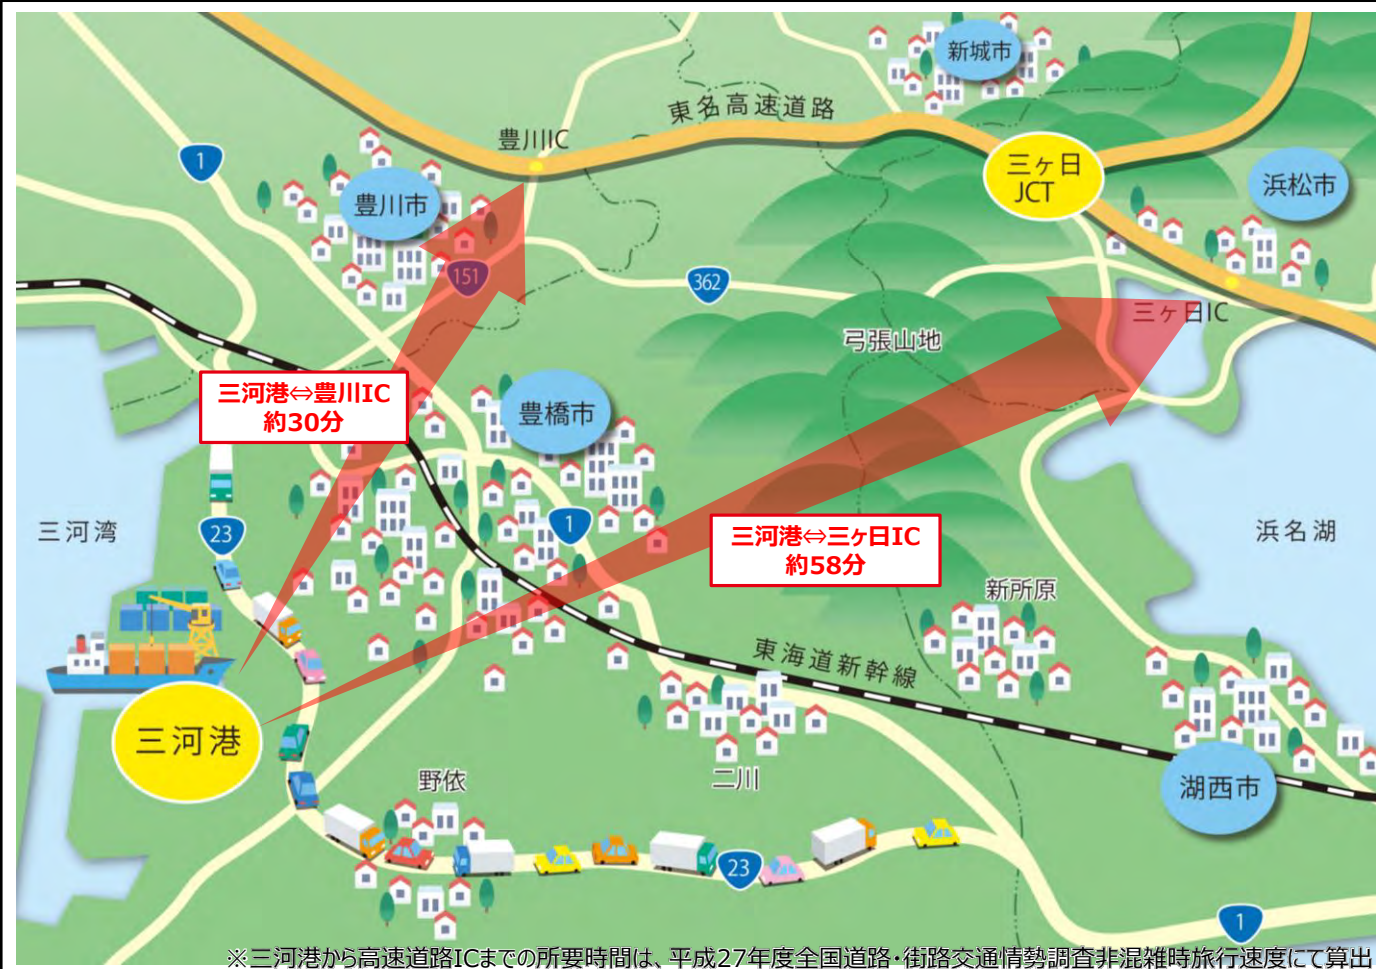 新城市
東名高速道路
豊川IC
1
三ヶ日
JCT
浜松市
豊川市
151
362
三ヶ日IC
弓張山地
三河港⇔豊川IC
約30分
豊橋市
三河湾
23
1
三河港⇔三ヶ日IC
約58分
浜名湖
新所原
東海道新幹線
三河港
野依
二川
湖西市
23
1
※三河港から高速道路ICまでの所要時間は、平成27年度全国道路・街路交通情勢調査非混雑時旅行速度にて算出